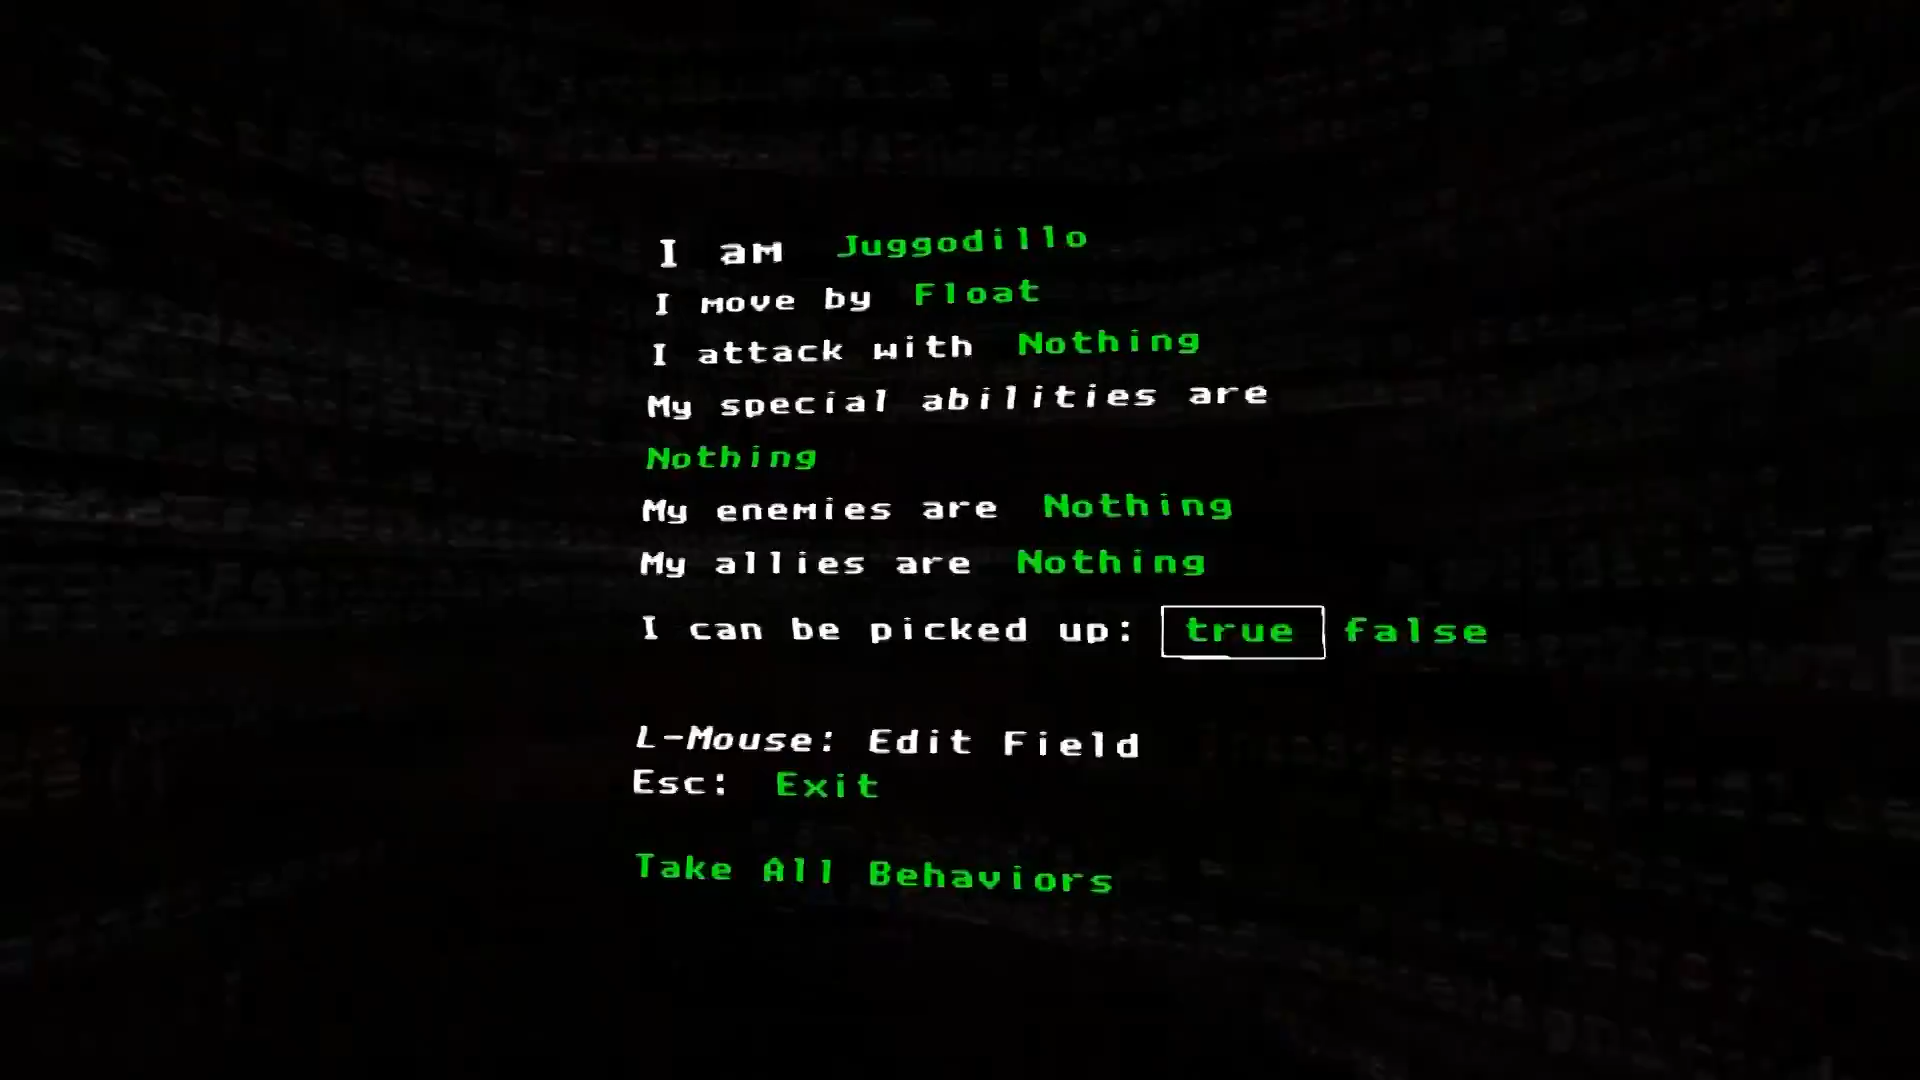 I am Juggodillo
I move by Float
I attack with Nothing
My special abilities are
Nothing
My enemies are Nothing
My allies are Nothing
I can be picked up: true false
L-Mouse: Edit Field
Esc: Exit
Take All Behaviors